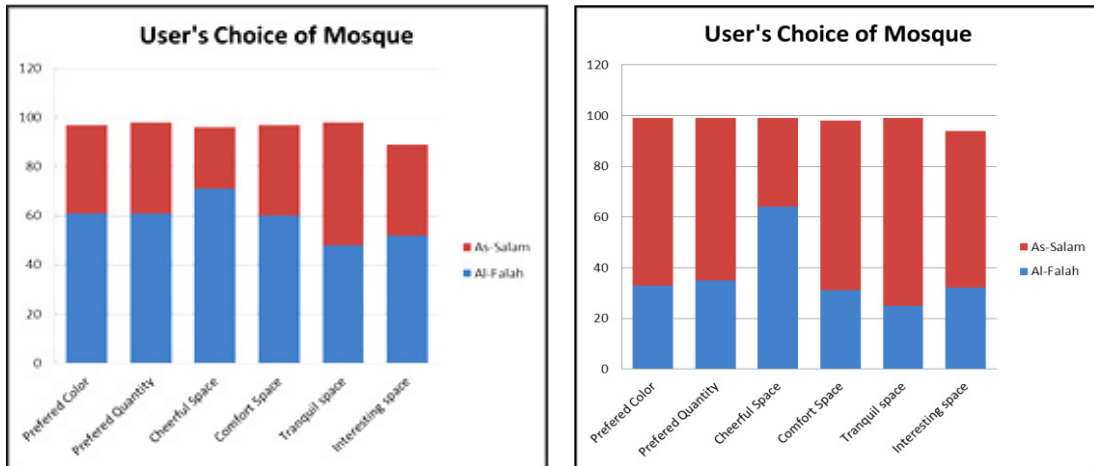 User's Choice of Mosque
120
100
80
60
40
20
0
Prefered Color
Prefered Quantity
Cheerful Space
Comfort Space
Tranquil space
Interesting space
As-Salam
Al-Falah
User's Choice of Mosque
120
100
80
60
40
20
0
Prefered Color
Prefered Quantity
Cheerful Space
Comfort Space
Tranquil space
Interesting space
As-Salam
Al-Falah